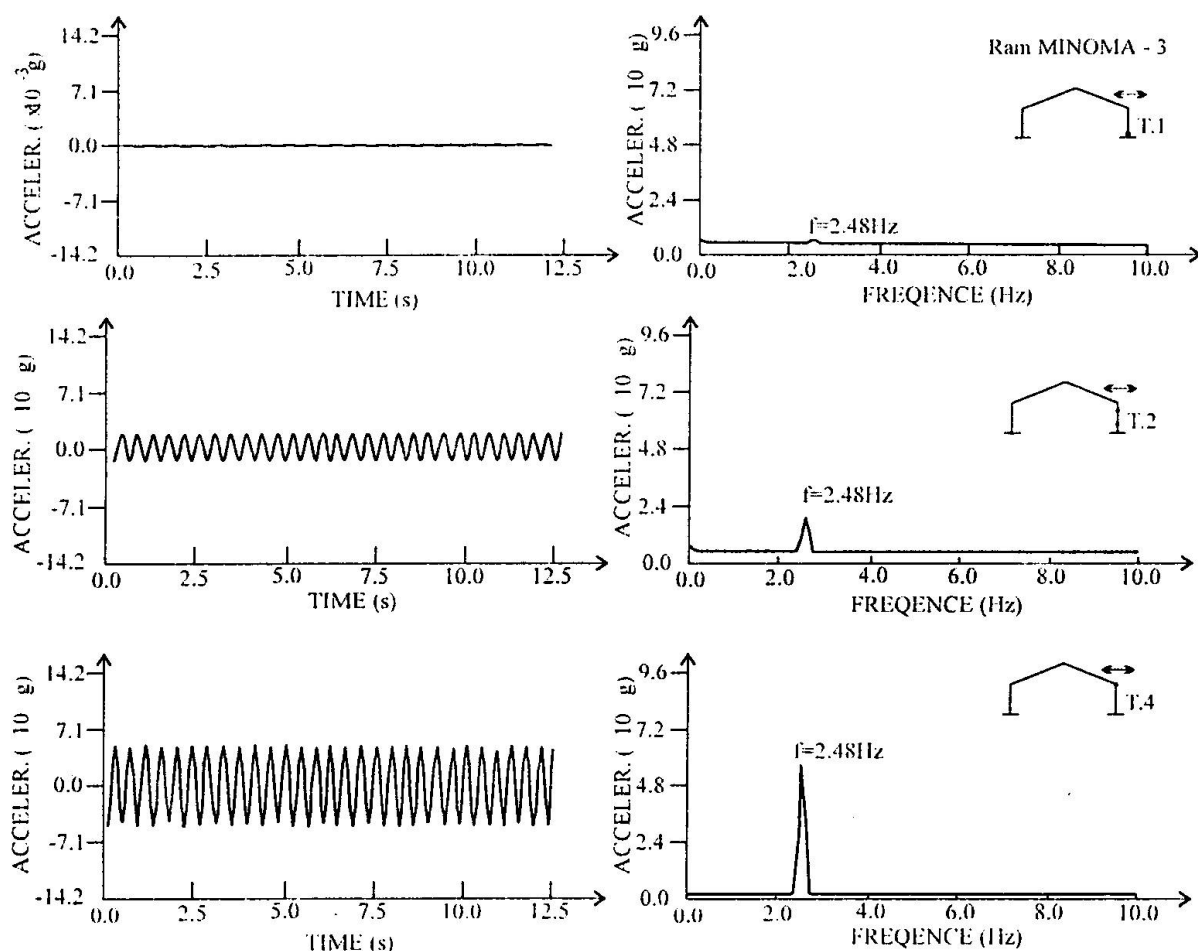 ACCELER. ( x10 -3 g)
14.2
7.1
0.0
-7.1
-14.2
0.0 2.5 5.0 7.5 10.0 12.5
TIME (s)
ACCELER. ( 10 g)
9.6
7.2
4.8
2.4
0.0
Ram MINOMA - 3
T.1
f=2.48Hz
0.0 2.0 4.0 6.0 8.0 10.0
FREQENCE (Hz)
ACCELER. ( 10 g)
14.2
7.1
0.0
-7.1
-14.2
0.0 2.5 5.0 7.5 10.0 12.5
TIME (s)
ACCELER. ( 10 g)
9.6
7.2
4.8
2.4
0.0
T.2
f=2.48Hz
0.0 2.0 4.0 6.0 8.0 10.0
FREQENCE (Hz)
ACCELER. ( 10 g)
14.2
7.1
0.0
-7.1
-14.2
0.0 2.5 5.0 7.5 10.0 12.5
TIME (s)
ACCELER. ( 10 g)
9.6
7.2
4.8
2.4
0.0
T.4
f=2.48Hz
0.0 2.0 4.0 6.0 8.0 10.0
FREQENCE (Hz)